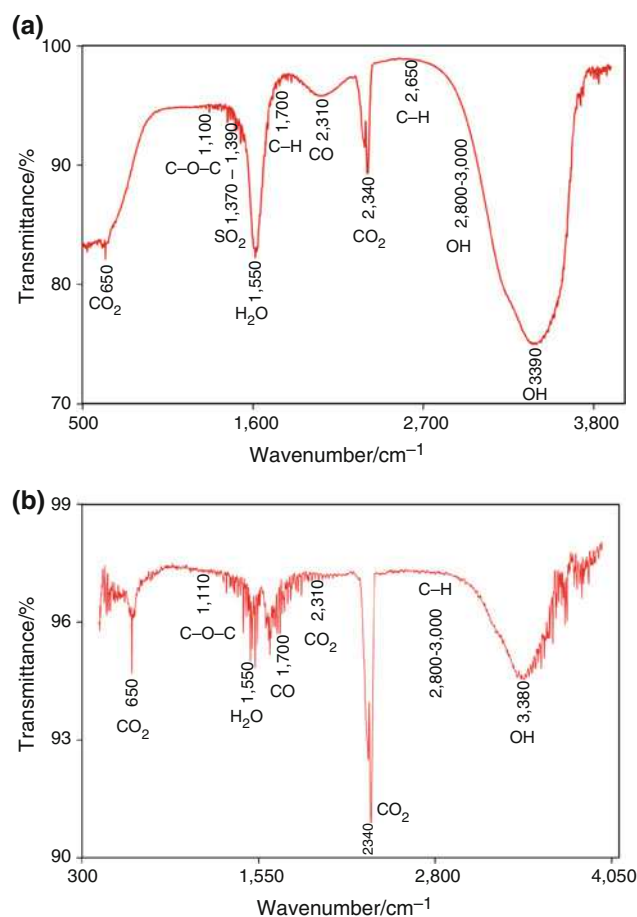 (a)
100
90
80
70
Transmittance/%
650
CO2
1,100
C–O–C
1,370 – 1,390
SO2
1,550
H2O
1,700
C–H
2,310
CO
2,340
CO2
2,650
C–H
2,800-3,000
OH
3390
OH
500
1,600
2,700
3,800
Wavenumber/cm–1
(b)
99
96
93
90
Transmittance/%
650
CO2
1,110
C–O–C
1,550
H2O
1,700
CO
2,310
CO2
2340
CO2
C–H
2,800-3,000
3,380
OH
300
1,550
2,800
4,050
Wavenumber/cm–1